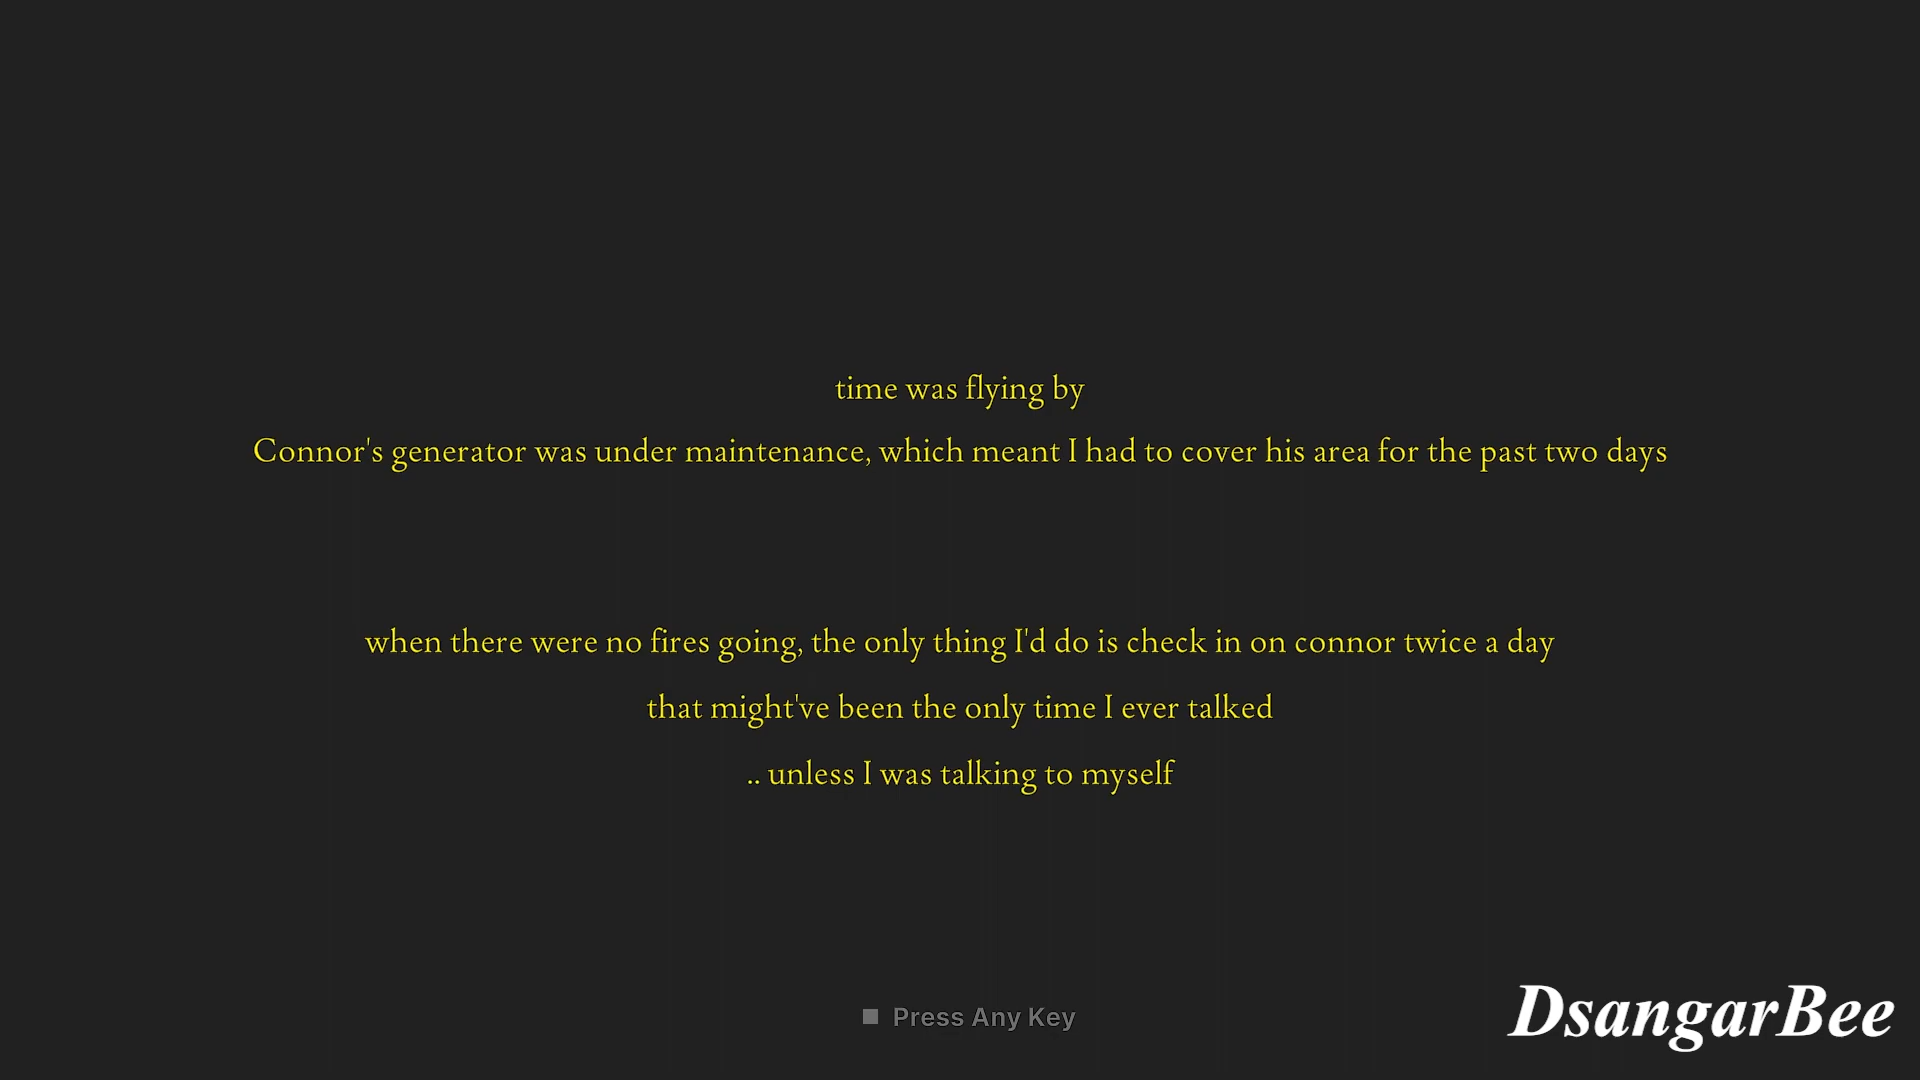 time was flying by
Connor's generator was under maintenance, which meant I had to cover his area for the past two days
when there were no fires going, the only thing I'd do is check in on connor twice a day
that might've been the only time I ever talked
.. unless I was talking to myself
Press Any Key
DsangarBee